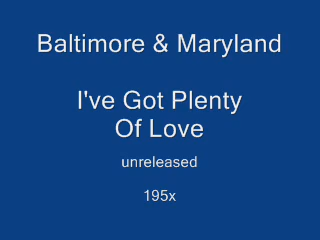 Baltimore & Maryland
I've Got Plenty
Of Love
unreleased
195x